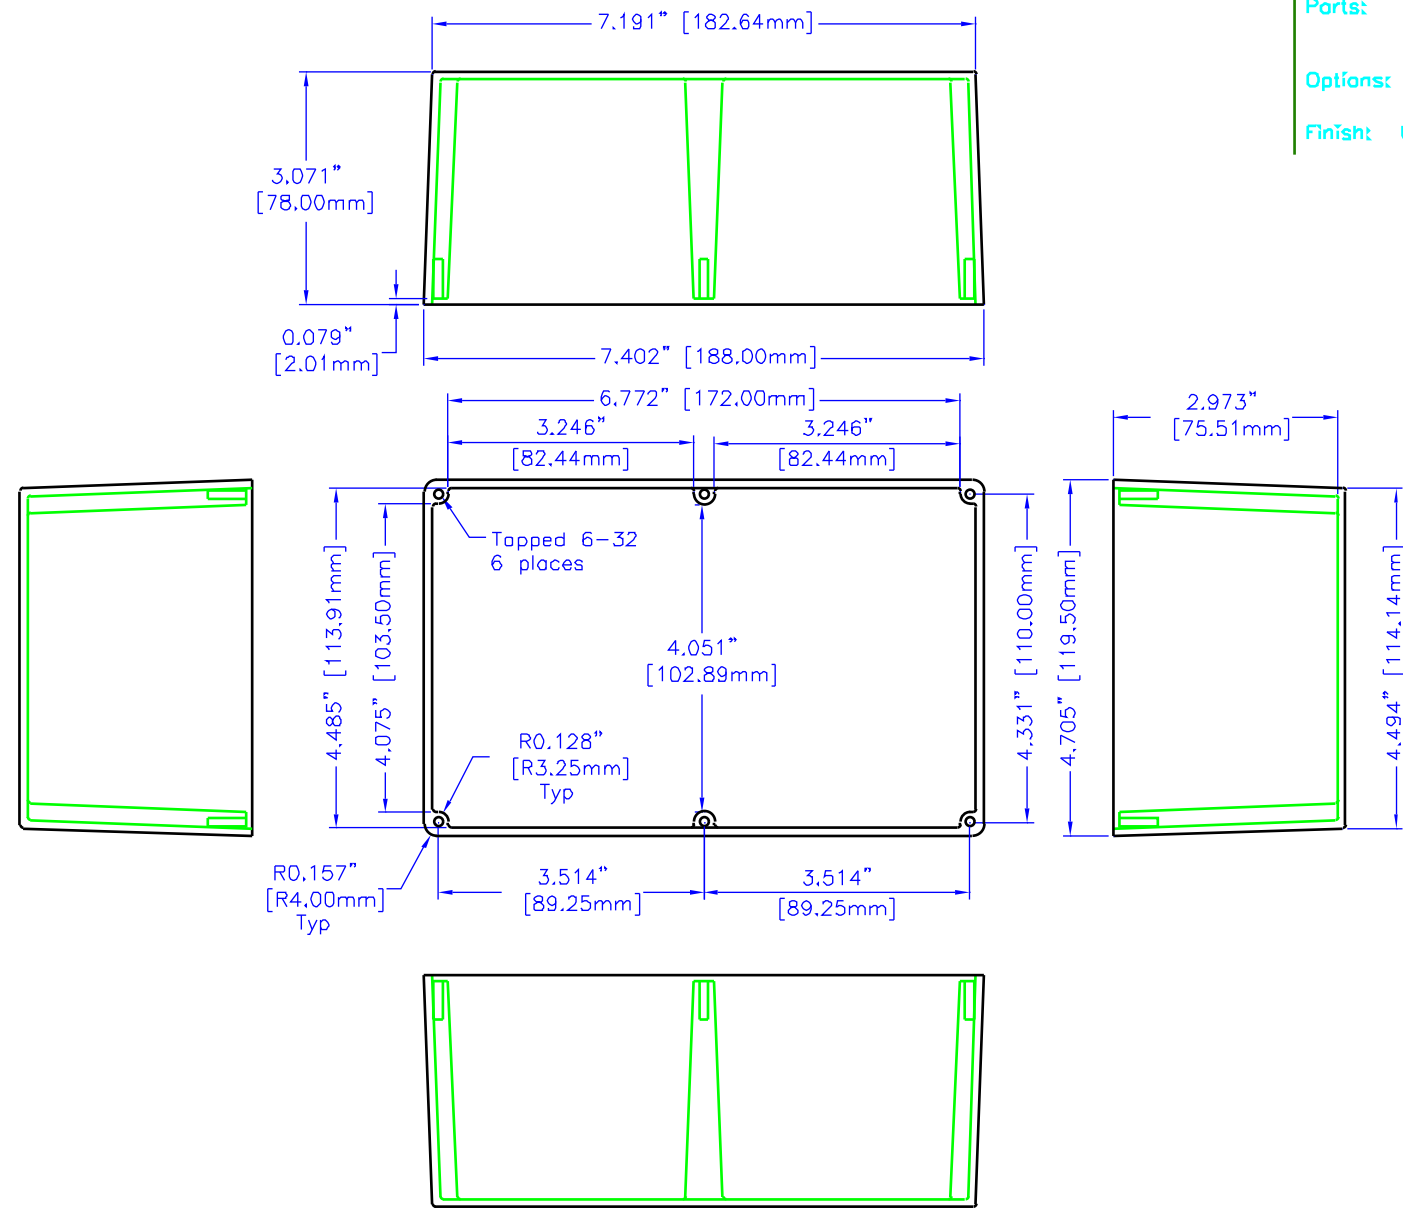 7.191" [182.64mm]
Parts:
Options:
Finish:
3.071"
[78.00mm]
0.079"
[2.01mm]
7.402" [188.00mm]
6.772" [172.00mm]
3.246"
[82.44mm]
3.246"
[82.44mm]
2.973"
[75.51mm]
Tapped 6-32
6 places
4.485" [113.91mm]
4.075" [103.50mm]
4.051"
[102.89mm]
4.331" [110.00mm]
4.705" [119.50mm]
4.494" [114.14mm]
R0.128"
[R3.25mm]
Typ
R0.157"
[R4.00mm]
Typ
3.514"
[89.25mm]
3.514"
[89.25mm]